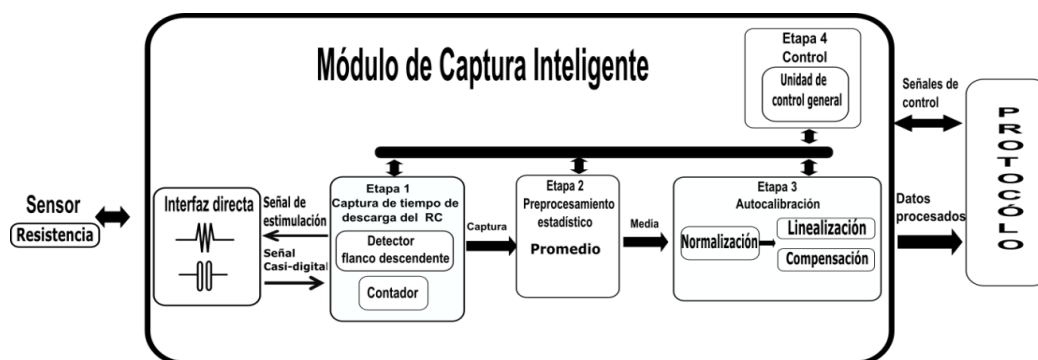 Módulo de Captura Inteligente
Sensor
Resistencia
Interfaz directa
Señal de
estimulación
Señal
Casi-digital
Etapa 1
Captura de tiempo de
descarga del RC
Detector
flanco descendente
Contador
Captura
Etapa 2
Preprocesamiento
estadístico
Promedio
Media
Etapa 3
Autocalibración
Normalización
Linealización
Compensación
Etapa 4
Control
Unidad de
control general
Señales de
control
Datos
procesados
PROTOCÓLO